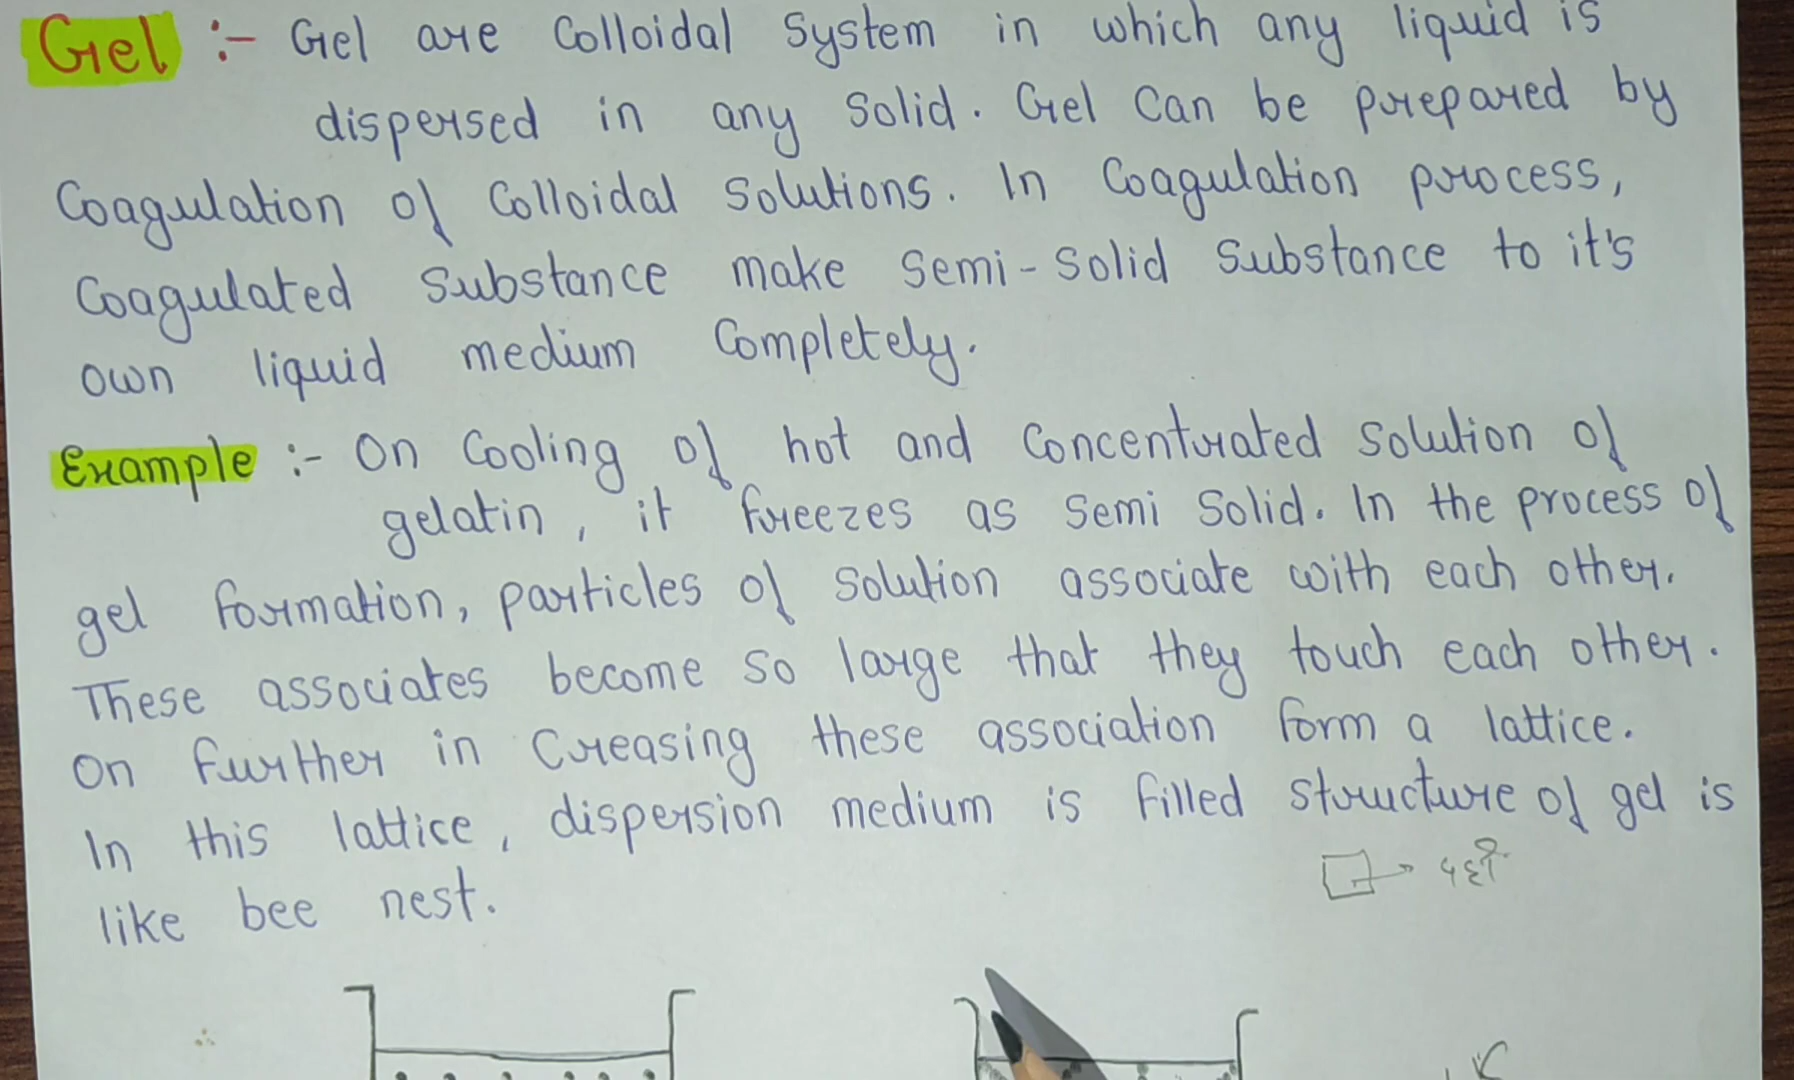 Gel :- Gel are Colloidal System in which any liquid is
dispersed in any Solid. Gel Can be prepared by
Coagulation of Colloidal Solutions. In Coagulation process,
Coagulated Substance make Semi-Solid Substance to it's
own liquid medium Completely.
Example :- On Cooling of hot and Concentrated Solution of
gelatin, it freezes as Semi Solid. In the process of
gel formation, particles of Solution associate with each other.
These associates become so large that they touch each other.
On further in Creasing these association form a lattice.
In this lattice, dispersion medium is filled structure of gel is
like bee nest.
दही